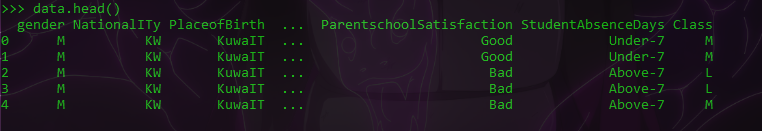 >>> data.head()
  gender NationalITy PlaceofBirth  ...  ParentschoolSatisfaction StudentAbsenceDays Class
0      M          KW       KuwaIT  ...                      Good            Under-7     M
1      M          KW       KuwaIT  ...                      Good            Under-7     M
2      M          KW       KuwaIT  ...                       Bad            Above-7     L
3      M          KW       KuwaIT  ...                       Bad            Above-7     L
4      M          KW       KuwaIT  ...                       Bad            Above-7     M